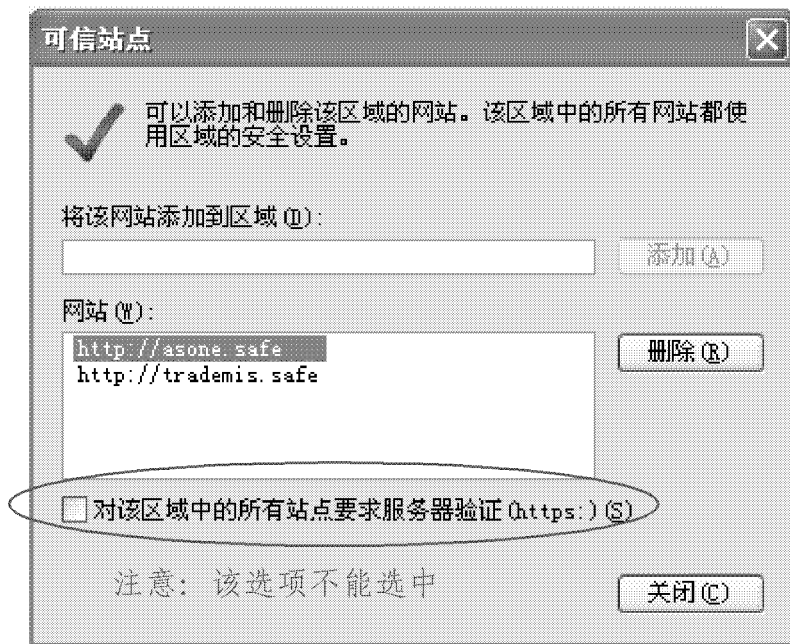 可信站点
可以添加和删除该区域的网站。该区域中的所有网站都使
用区域的安全设置。
将该网站添加到区域(D):
添加(A)
网站(W):
http://asone.safe
删除(R)
http://trademis.safe
对该区域中的所有站点要求服务器验证(https:)(S)
注意: 该选项不能选中
关闭(C)